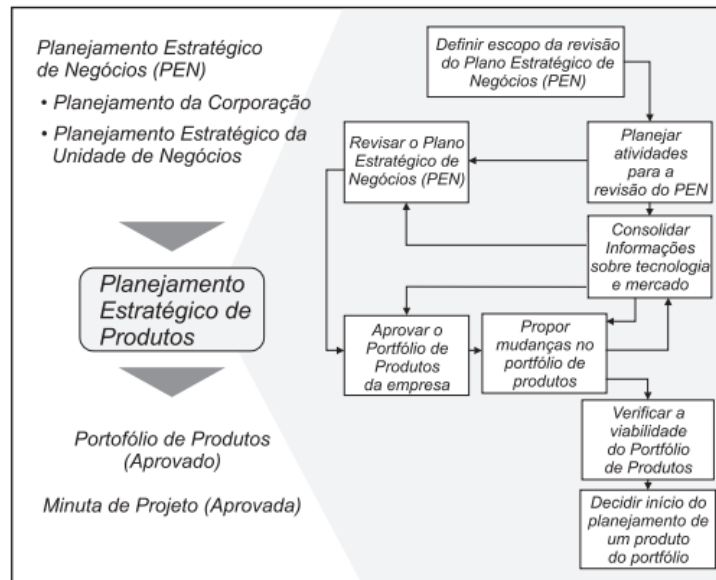 Planejamento Estratégico
de Negócios (PEN)
• Planejamento da Corporação
• Planejamento Estratégico da
Unidade de Negócios
Planejamento
Estratégico de
Produtos
Portofólio de Produtos
(Aprovado)
Minuta de Projeto (Aprovada)
Definir escopo da revisão
do Plano Estratégico de
Negócios (PEN)
Revisar o Plano
Estratégico de
Negócios (PEN)
Planejar
atividades
para a
revisão do PEN
Consolidar
Informações
sobre tecnologia
e mercado
Aprovar o
Portfólio de
Produtos
da empresa
Propor
mudanças no
portfólio de
produtos
Verificar a
viabilidade
do Portfólio
de Produtos
Decidir início do
planejamento de
um produto
do portfólio